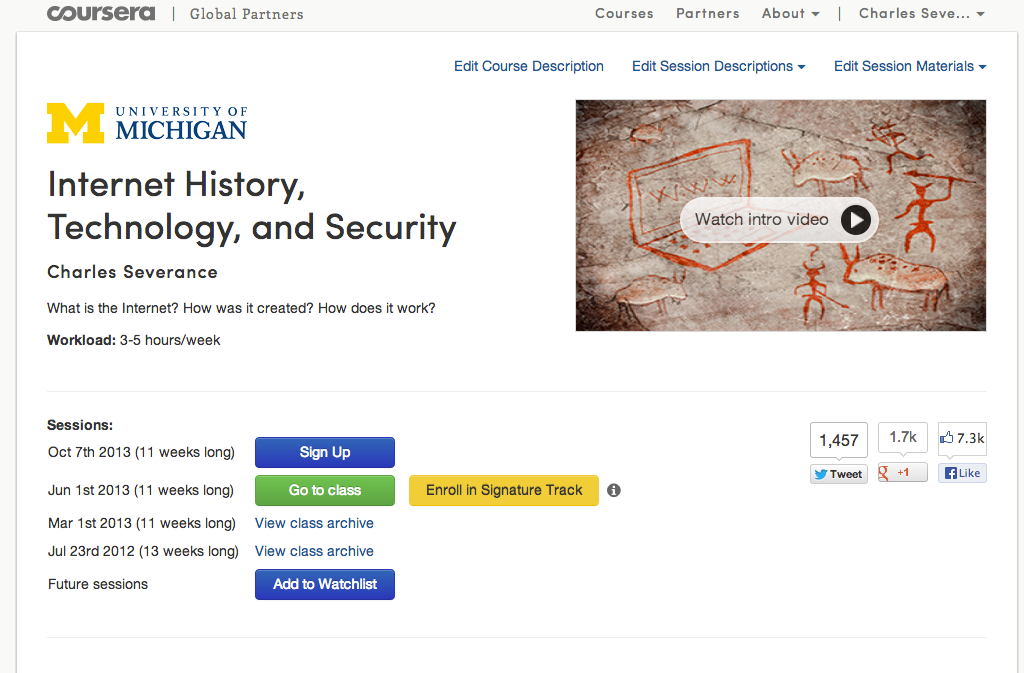 coursera | Global Partners
Courses Partners About | Charles Seve...
Edit Course Description Edit Session Descriptions Edit Session Materials
UNIVERSITY OF
MICHIGAN
Internet History,
Technology, and Security
Charles Severance
What is the Internet? How was it created? How does it work?
Workload: 3-5 hours/week
WWW
Watch intro video
Sessions:
Oct 7th 2013 (11 weeks long) Sign Up
Jun 1st 2013 (11 weeks long) Go to class Enroll in Signature Track
Mar 1st 2013 (11 weeks long) View class archive
Jul 23rd 2012 (13 weeks long) View class archive
Future sessions Add to Watchlist
1,457 1.7k 7.3k
Tweet +1 Like